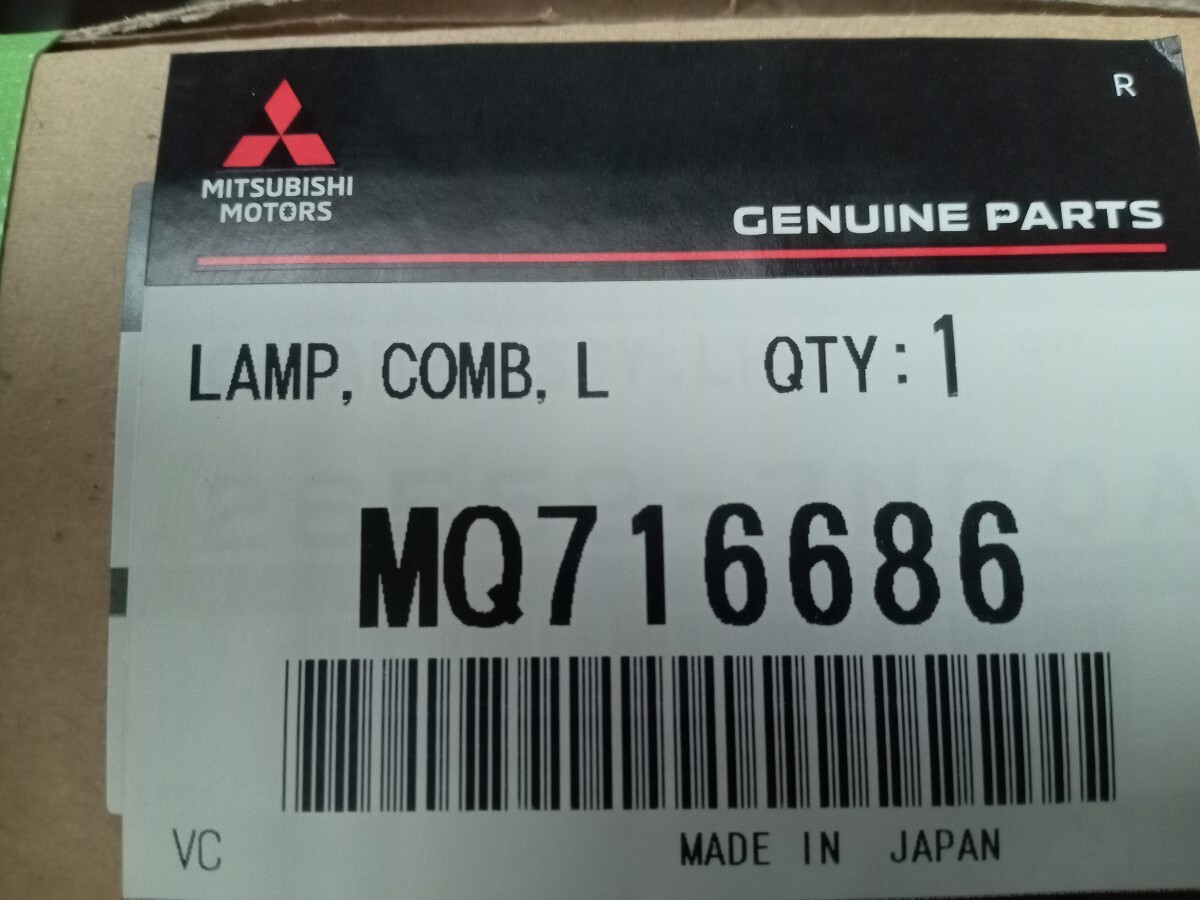 R
MITSUBISHI
MOTORS
GENUINE PARTS
LAMP, COMB, L QTY:1
MQ716686
VC MADE IN JAPAN